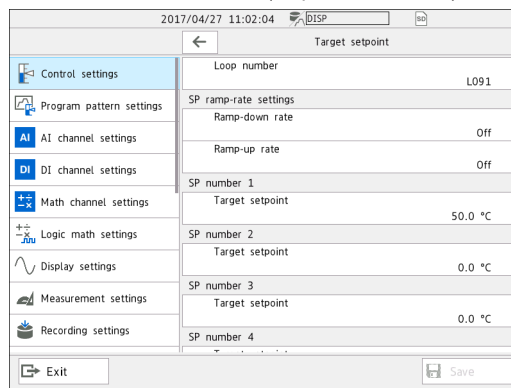 2017/04/27 11:02:04 DISP SD
Target setpoint
Control settings
Program pattern settings
AI AI channel settings
DI DI channel settings
Math channel settings
Logic math settings
Display settings
Measurement settings
Recording settings
Loop number
L091
SP ramp-rate settings
Ramp-down rate
Off
Ramp-up rate
Off
SP number 1
Target setpoint
50.0 °C
SP number 2
Target setpoint
0.0 °C
SP number 3
Target setpoint
0.0 °C
SP number 4
Exit
Save